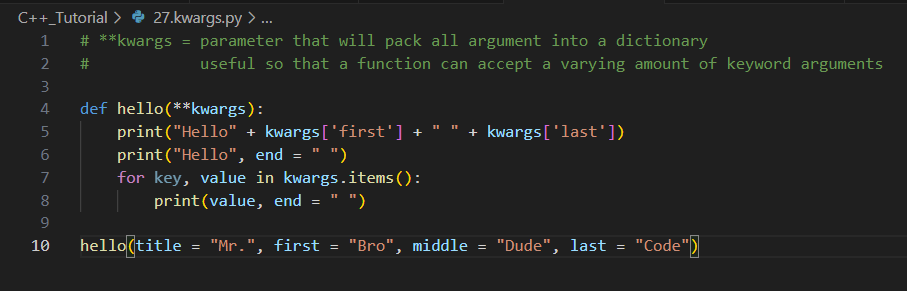 C++_Tutorial > 27.kwargs.py > ...
1 # **kwargs = parameter that will pack all argument into a dictionary
2 #            useful so that a function can accept a varying amount of keyword arguments
3
4 def hello(**kwargs):
5     print("Hello" + kwargs['first'] + " " + kwargs['last'])
6     print("Hello", end = " ")
7     for key, value in kwargs.items():
8         print(value, end = " ")
9
10 hello(title = "Mr.", first = "Bro", middle = "Dude", last = "Code")